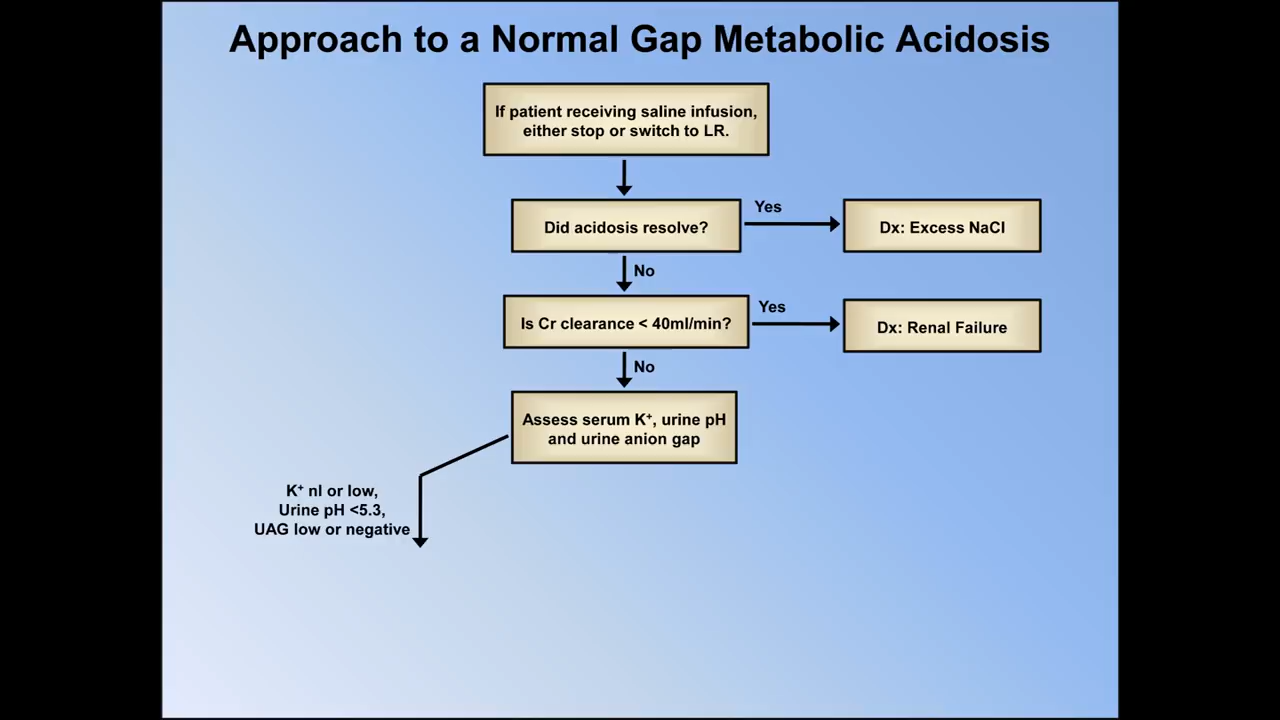 Approach to a Normal Gap Metabolic Acidosis
If patient receiving saline infusion,
either stop or switch to LR.
Did acidosis resolve?
Yes
Dx: Excess NaCl
No
Is Cr clearance < 40ml/min?
Yes
Dx: Renal Failure
No
Assess serum K⁺, urine pH
and urine anion gap
K⁺ nl or low,
Urine pH <5.3,
UAG low or negative